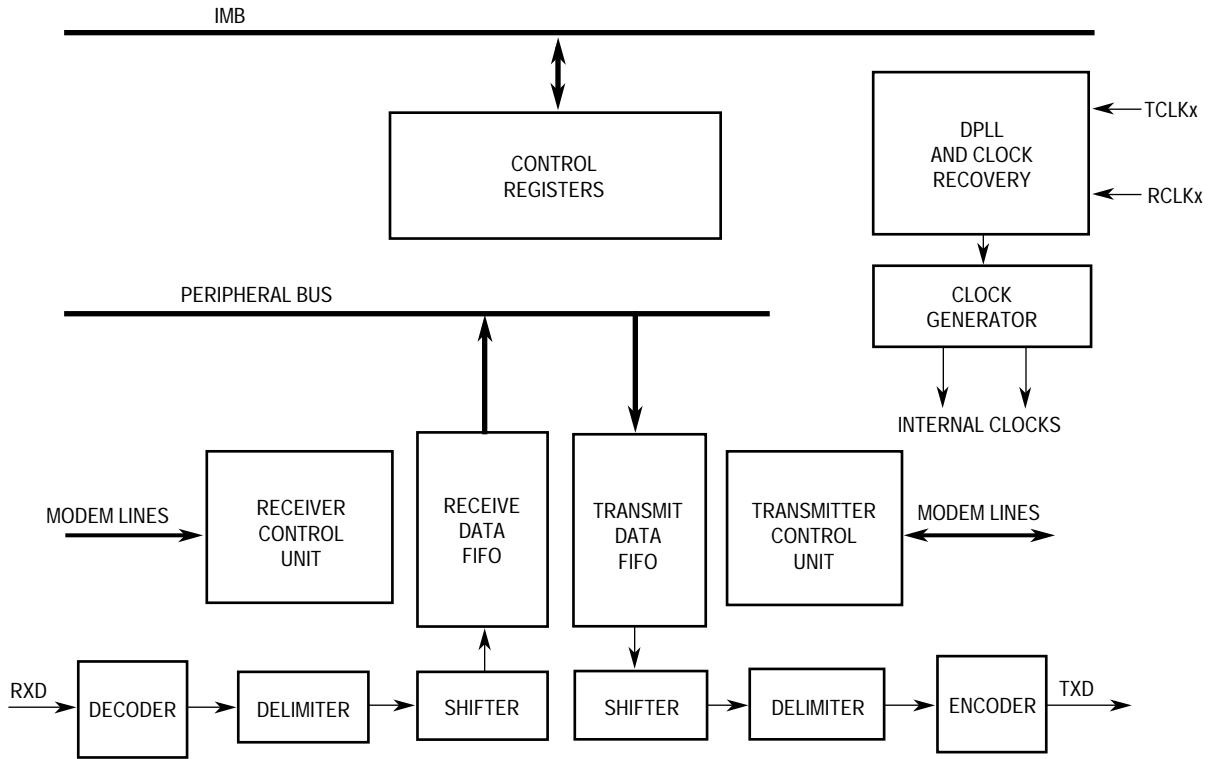 IMB
CONTROL
REGISTERS
DPLL
AND CLOCK
RECOVERY
TCLKx
RCLKx
CLOCK
GENERATOR
INTERNAL CLOCKS
PERIPHERAL BUS
MODEM LINES
RECEIVER
CONTROL
UNIT
RECEIVE
DATA
FIFO
TRANSMIT
DATA
FIFO
TRANSMITTER
CONTROL
UNIT
MODEM LINES
RXD
DECODER
DELIMITER
SHIFTER
SHIFTER
DELIMITER
ENCODER
TXD